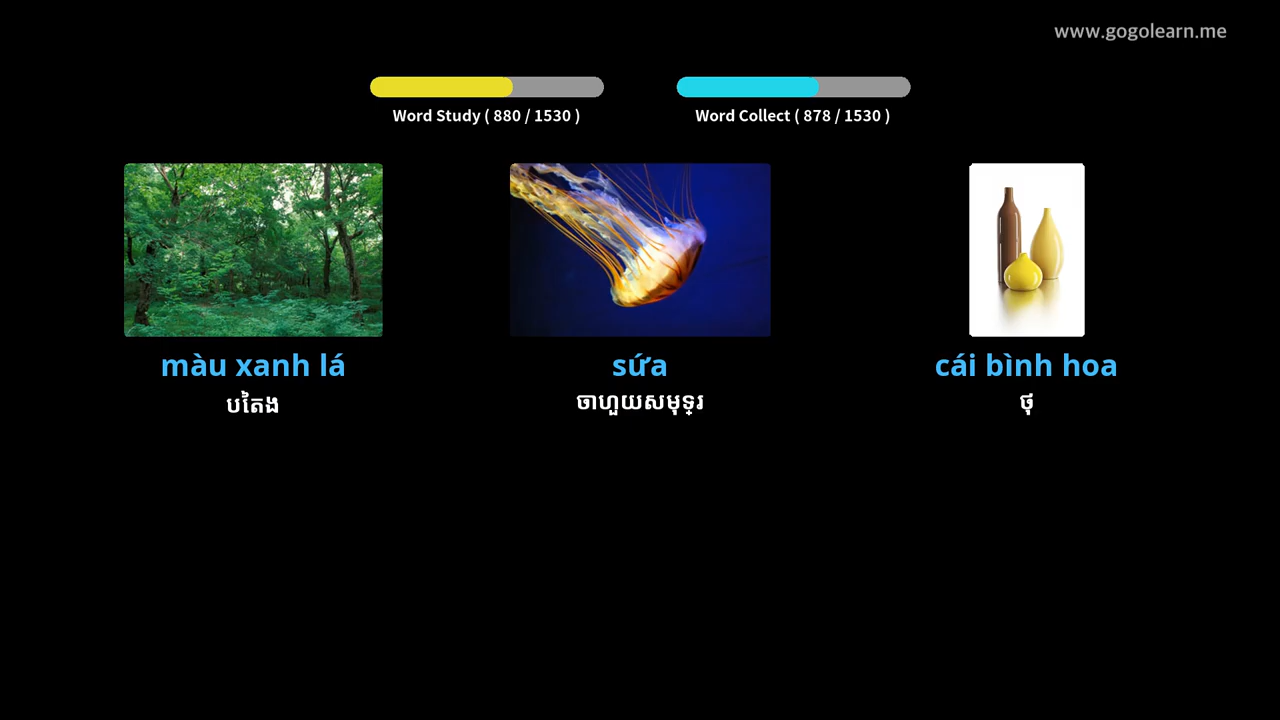 www.gogolearn.me
Word Study ( 880 / 1530 )
Word Collect ( 878 / 1530 )
màu xanh lá
បតៃង
sứa
ចាហួយសមុទ្រ
cái bình hoa
ថុ